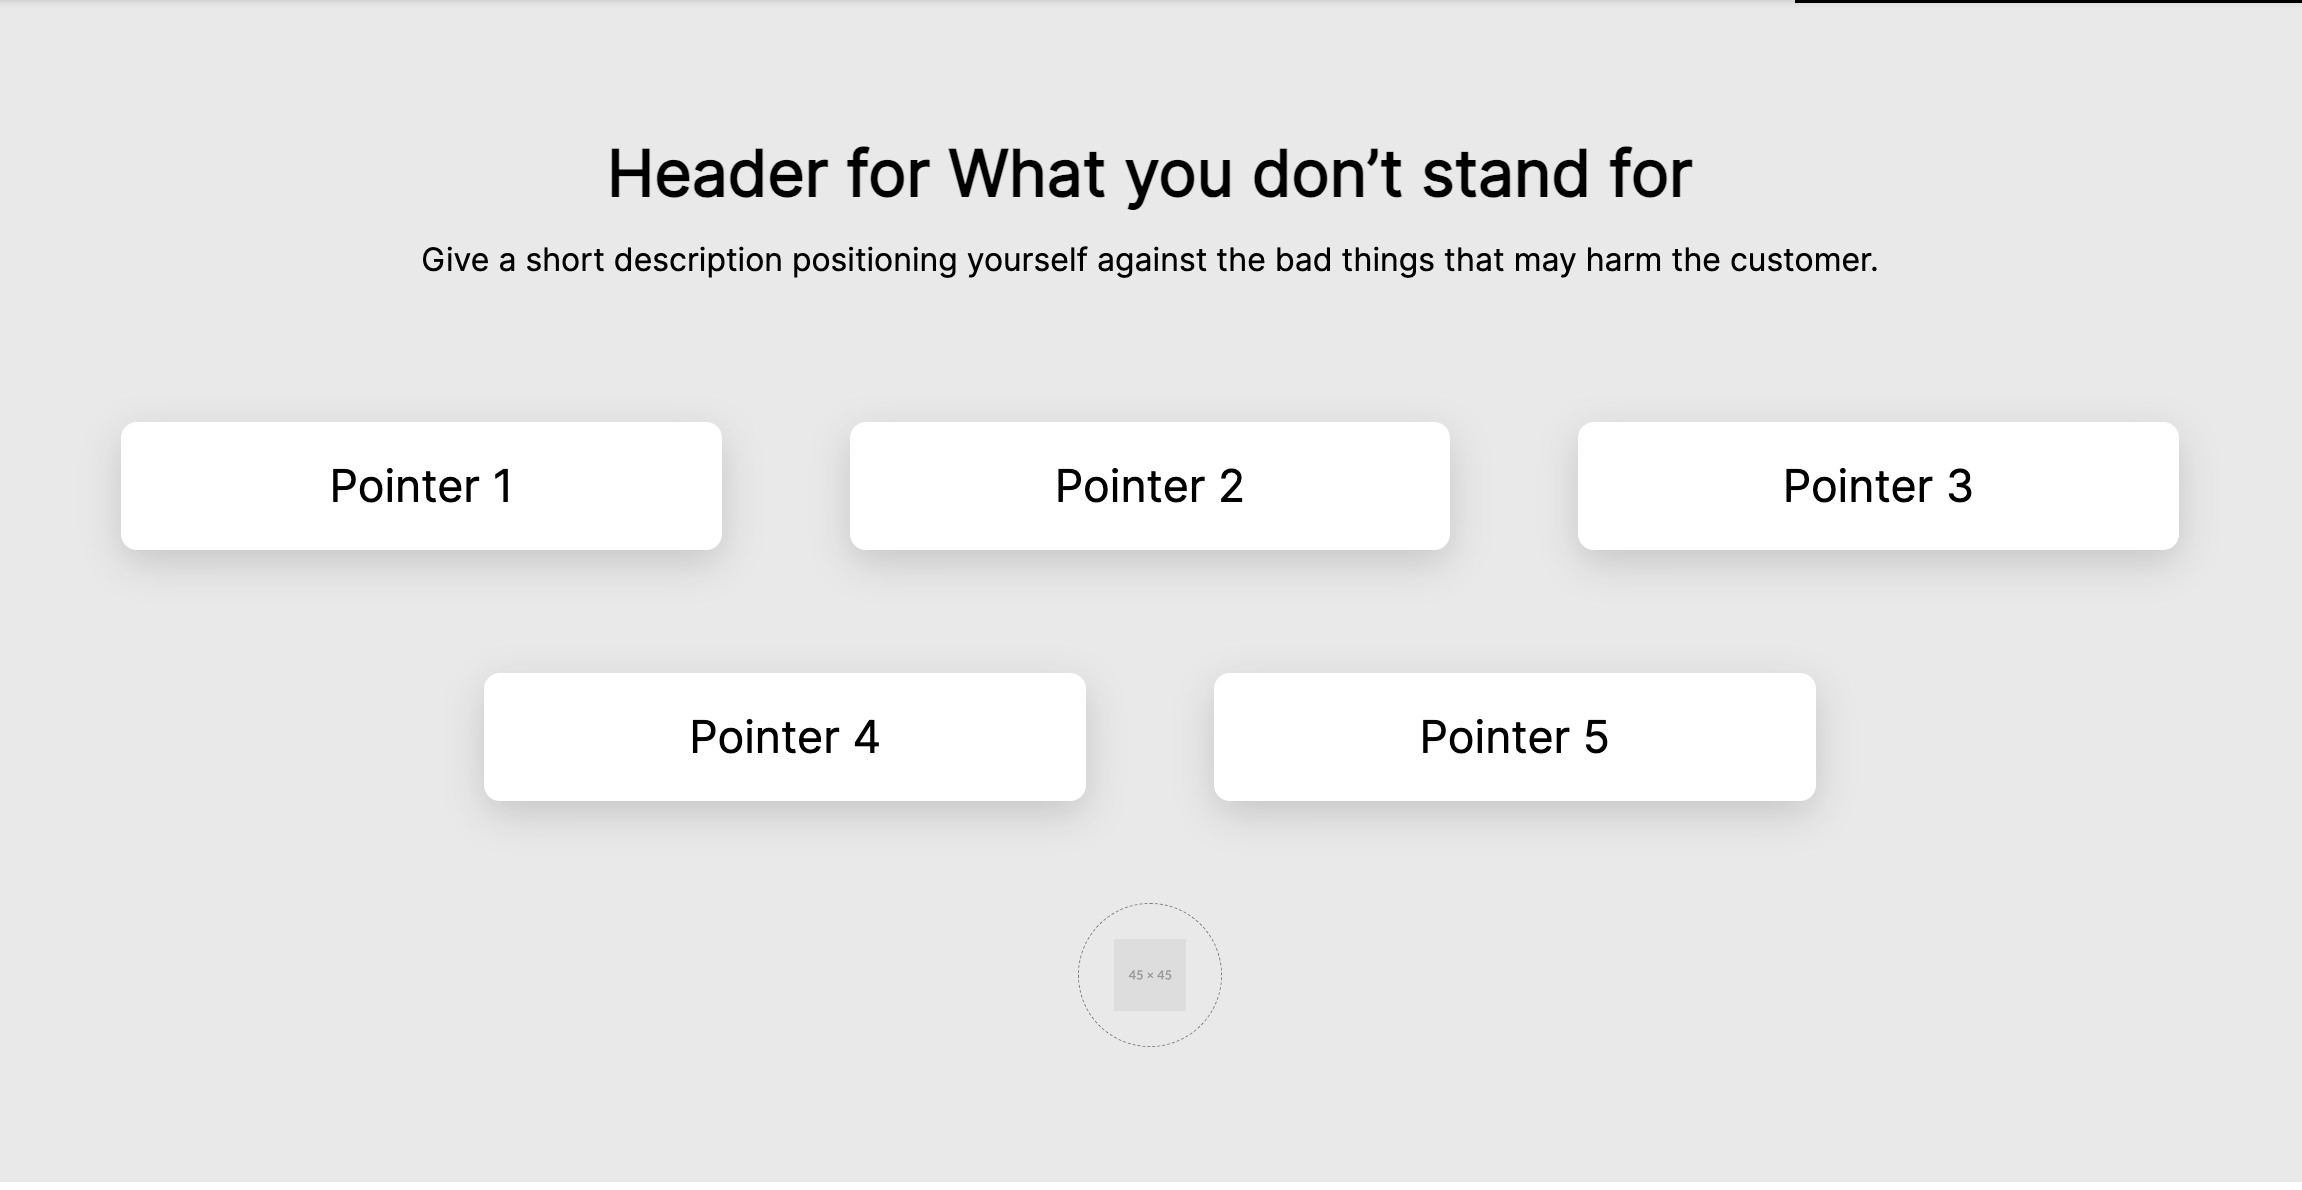 Header for What you don’t stand for
Give a short description positioning yourself against the bad things that may harm the customer.
Pointer 1
Pointer 2
Pointer 3
Pointer 4
Pointer 5
45 × 45